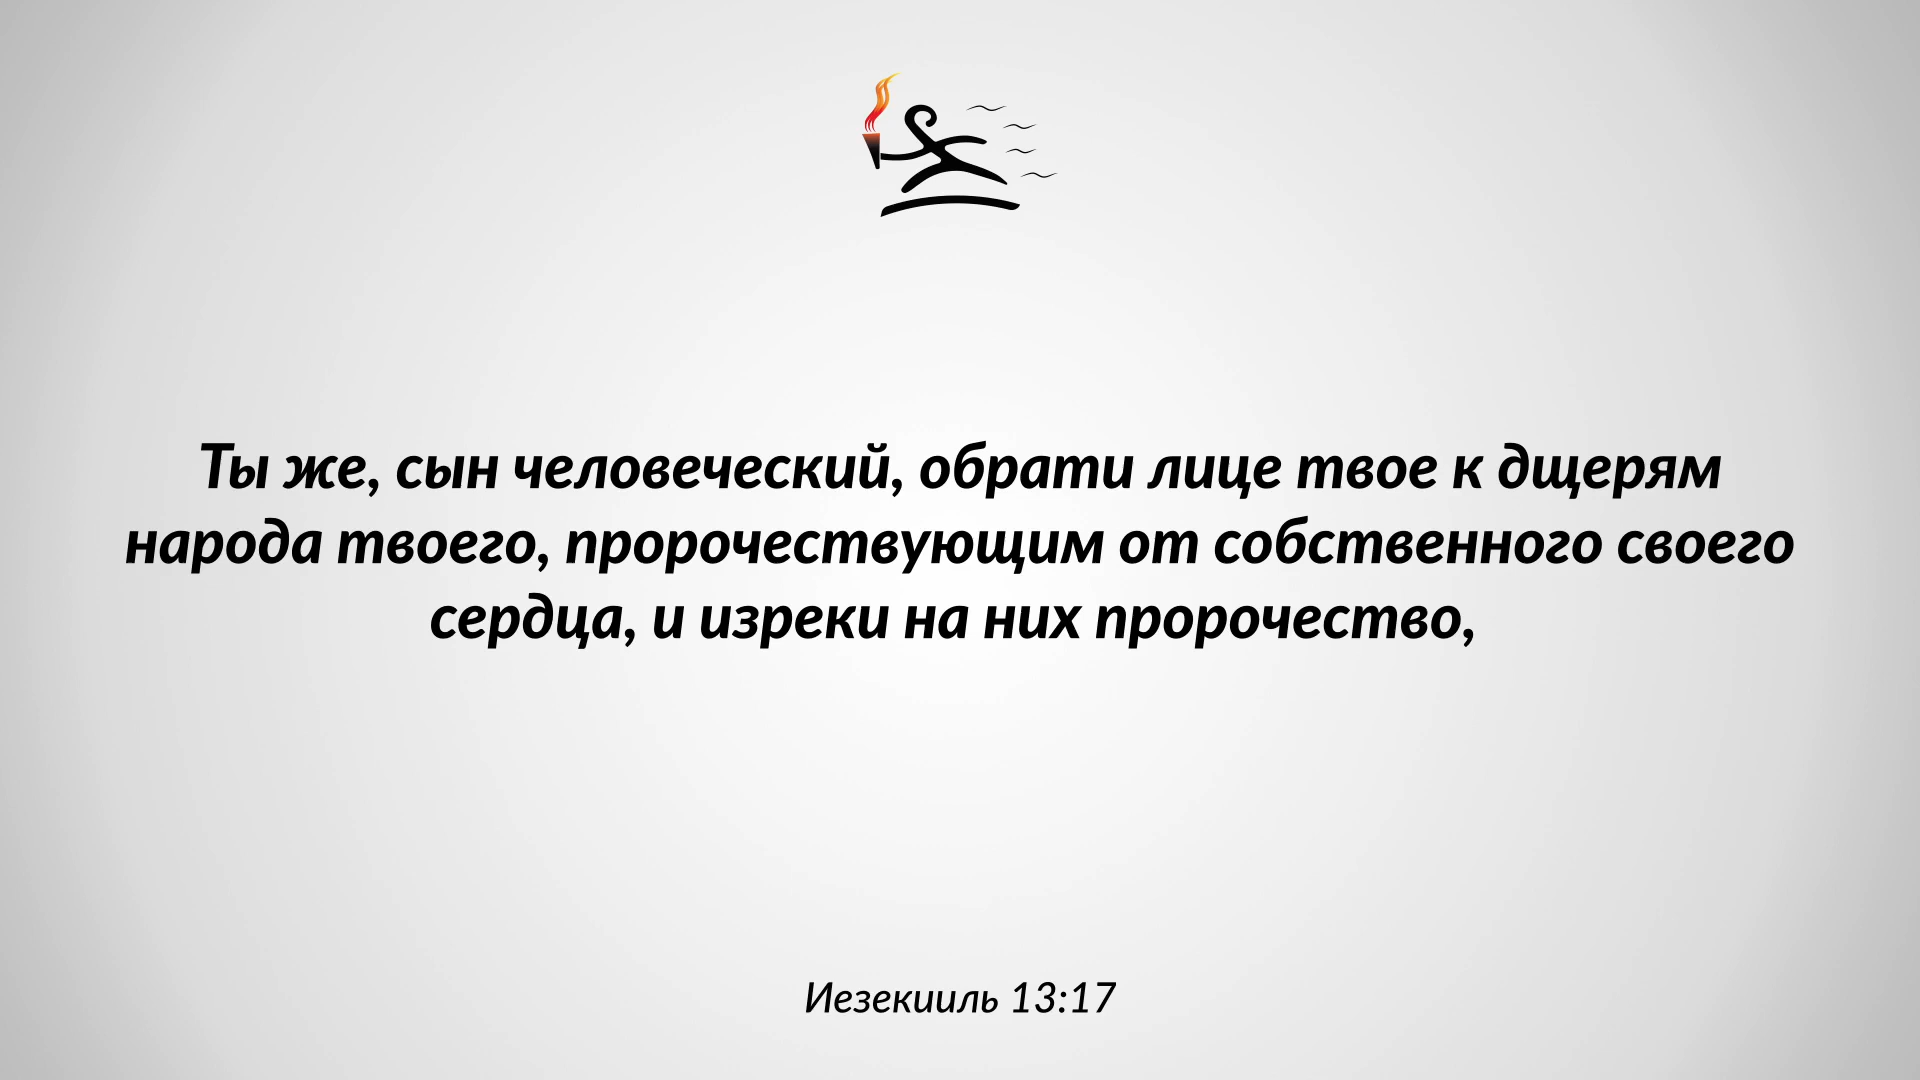 Ты же, сын человеческий, обрати лице твое к дщерям
народа твоего, пророчествующим от собственного своего
сердца, и изреки на них пророчество,
Иезекииль 13:17